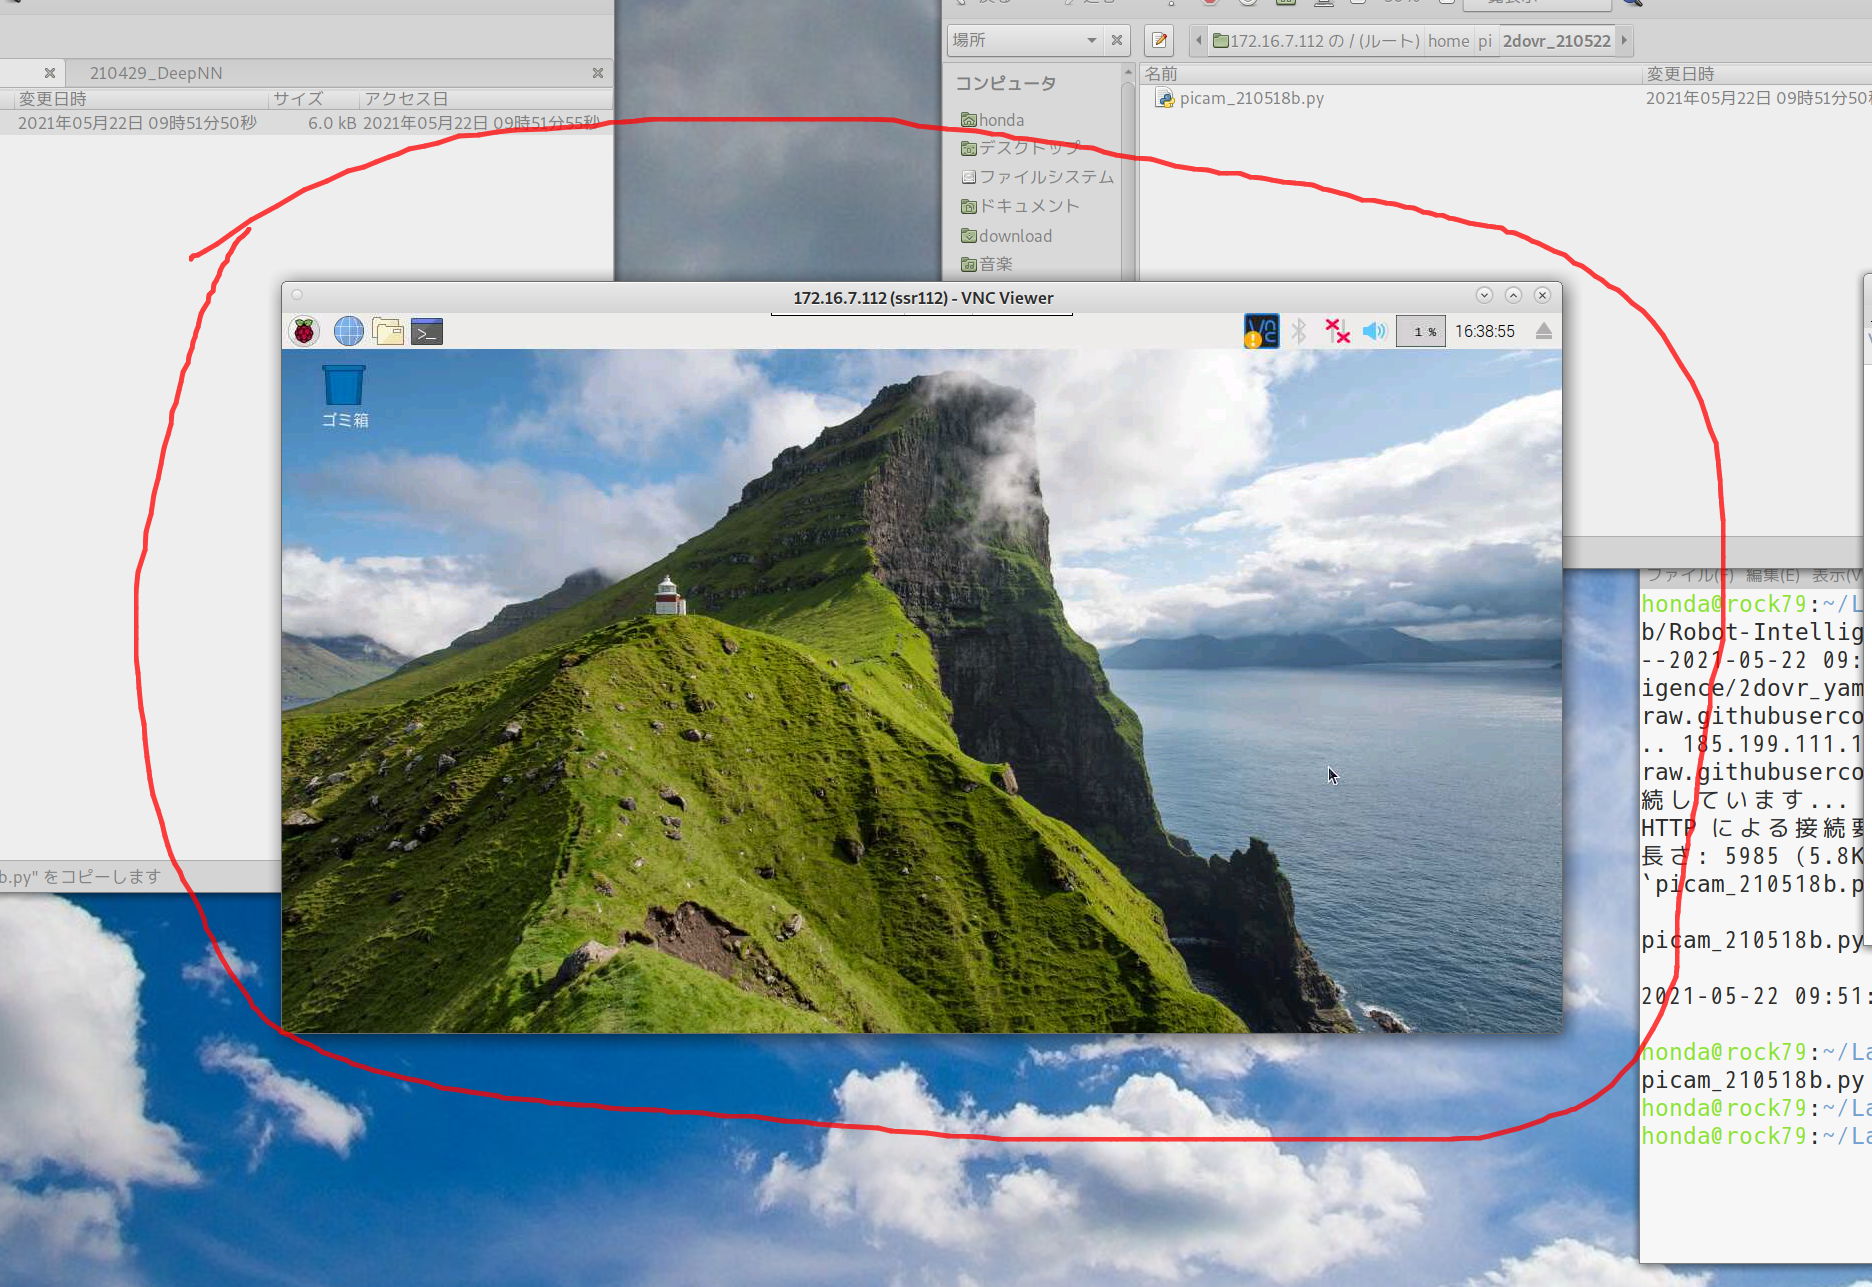 場所
172.16.7.112 の / (ルート) home pi 2dovr_210522
210429_DeepNN
変更日時 サイズ アクセス日
2021年05月22日 09時51分50秒 6.0 kB 2021年05月22日 09時51分55秒
コンピュータ
honda
デスクトップ
ファイルシステム
ドキュメント
download
音楽
名前 変更日時
picam_210518b.py 2021年05月22日 09時51分50
172.16.7.112 (ssr112) - VNC Viewer
1 % 16:38:55
ゴミ箱
b.py" をコピーします
ファイル(F) 編集(E) 表示(V
honda@rock79:~/L
b/Robot-Intellig
--2021-05-22 09:
igence/2dovr_yam
raw.githubuserco
.. 185.199.111.1
raw.githubuserco
続しています...
HTTP による接続要
長さ: 5985 (5.8K
`picam_210518b.p
picam_210518b.py
2021-05-22 09:51:
honda@rock79:~/La
picam_210518b.py
honda@rock79:~/La
honda@rock79:~/La